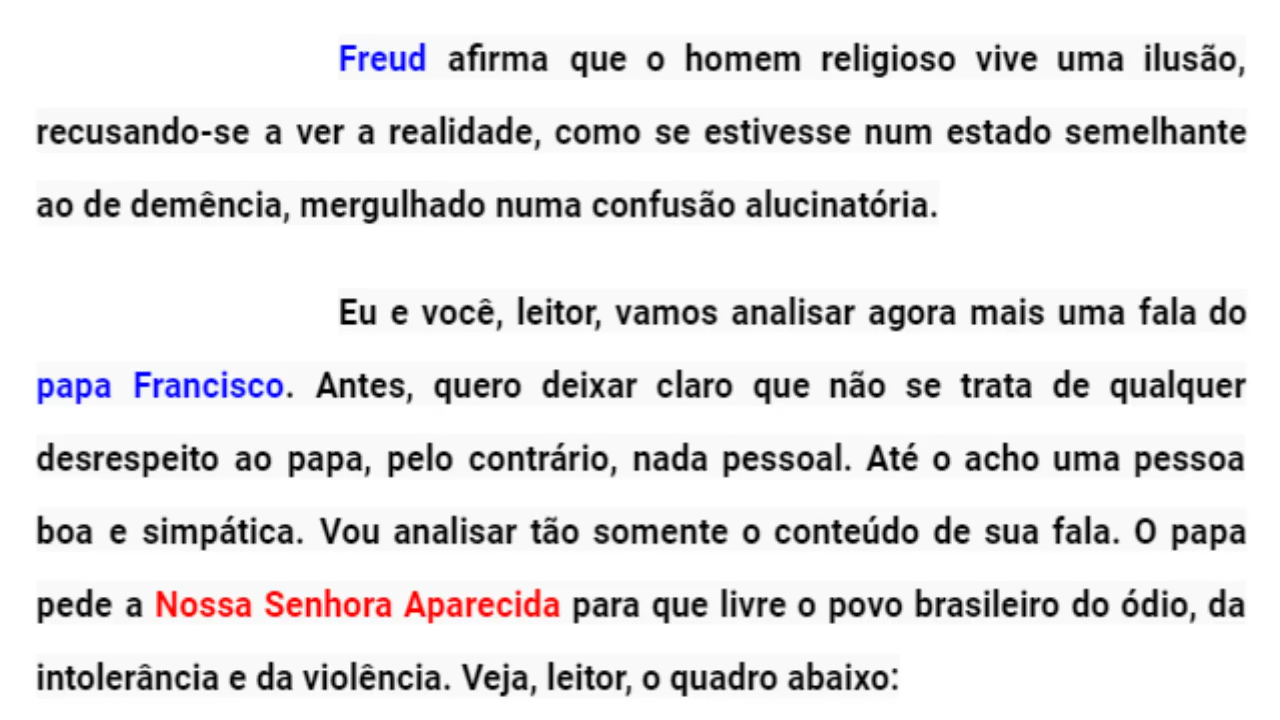 Freud afirma que o homem religioso vive uma ilusão,
recusando-se a ver a realidade, como se estivesse num estado semelhante
ao de demência, mergulhado numa confusão alucinatória.
Eu e você, leitor, vamos analisar agora mais uma fala do
papa Francisco. Antes, quero deixar claro que não se trata de qualquer
desrespeito ao papa, pelo contrário, nada pessoal. Até o acho uma pessoa
boa e simpática. Vou analisar tão somente o conteúdo de sua fala. O papa
pede a Nossa Senhora Aparecida para que livre o povo brasileiro do ódio, da
intolerância e da violência. Veja, leitor, o quadro abaixo: